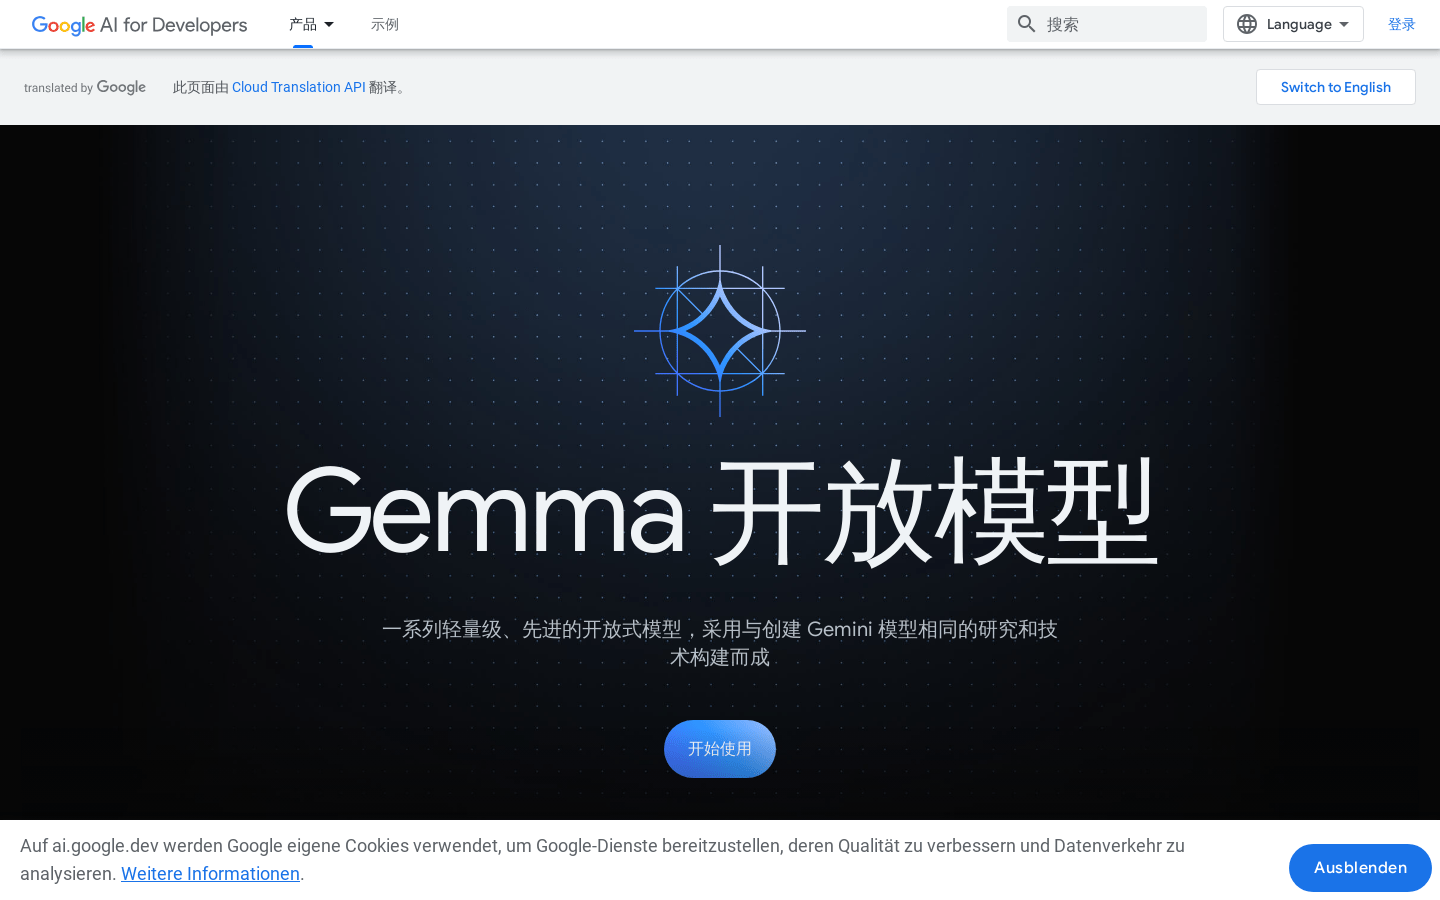 Google AI for Developers
产品
示例
搜索
Language
登录
translated by Google
此页面由 Cloud Translation API 翻译。
Switch to English
Gemma 开放模型
一系列轻量级、先进的开放式模型，采用与创建 Gemini 模型相同的研究和技
术构建而成
开始使用
Auf ai.google.dev werden Google eigene Cookies verwendet, um Google-Dienste bereitzustellen, deren Qualität zu verbessern und Datenverkehr zu
analysieren. Weitere Informationen.
Ausblenden